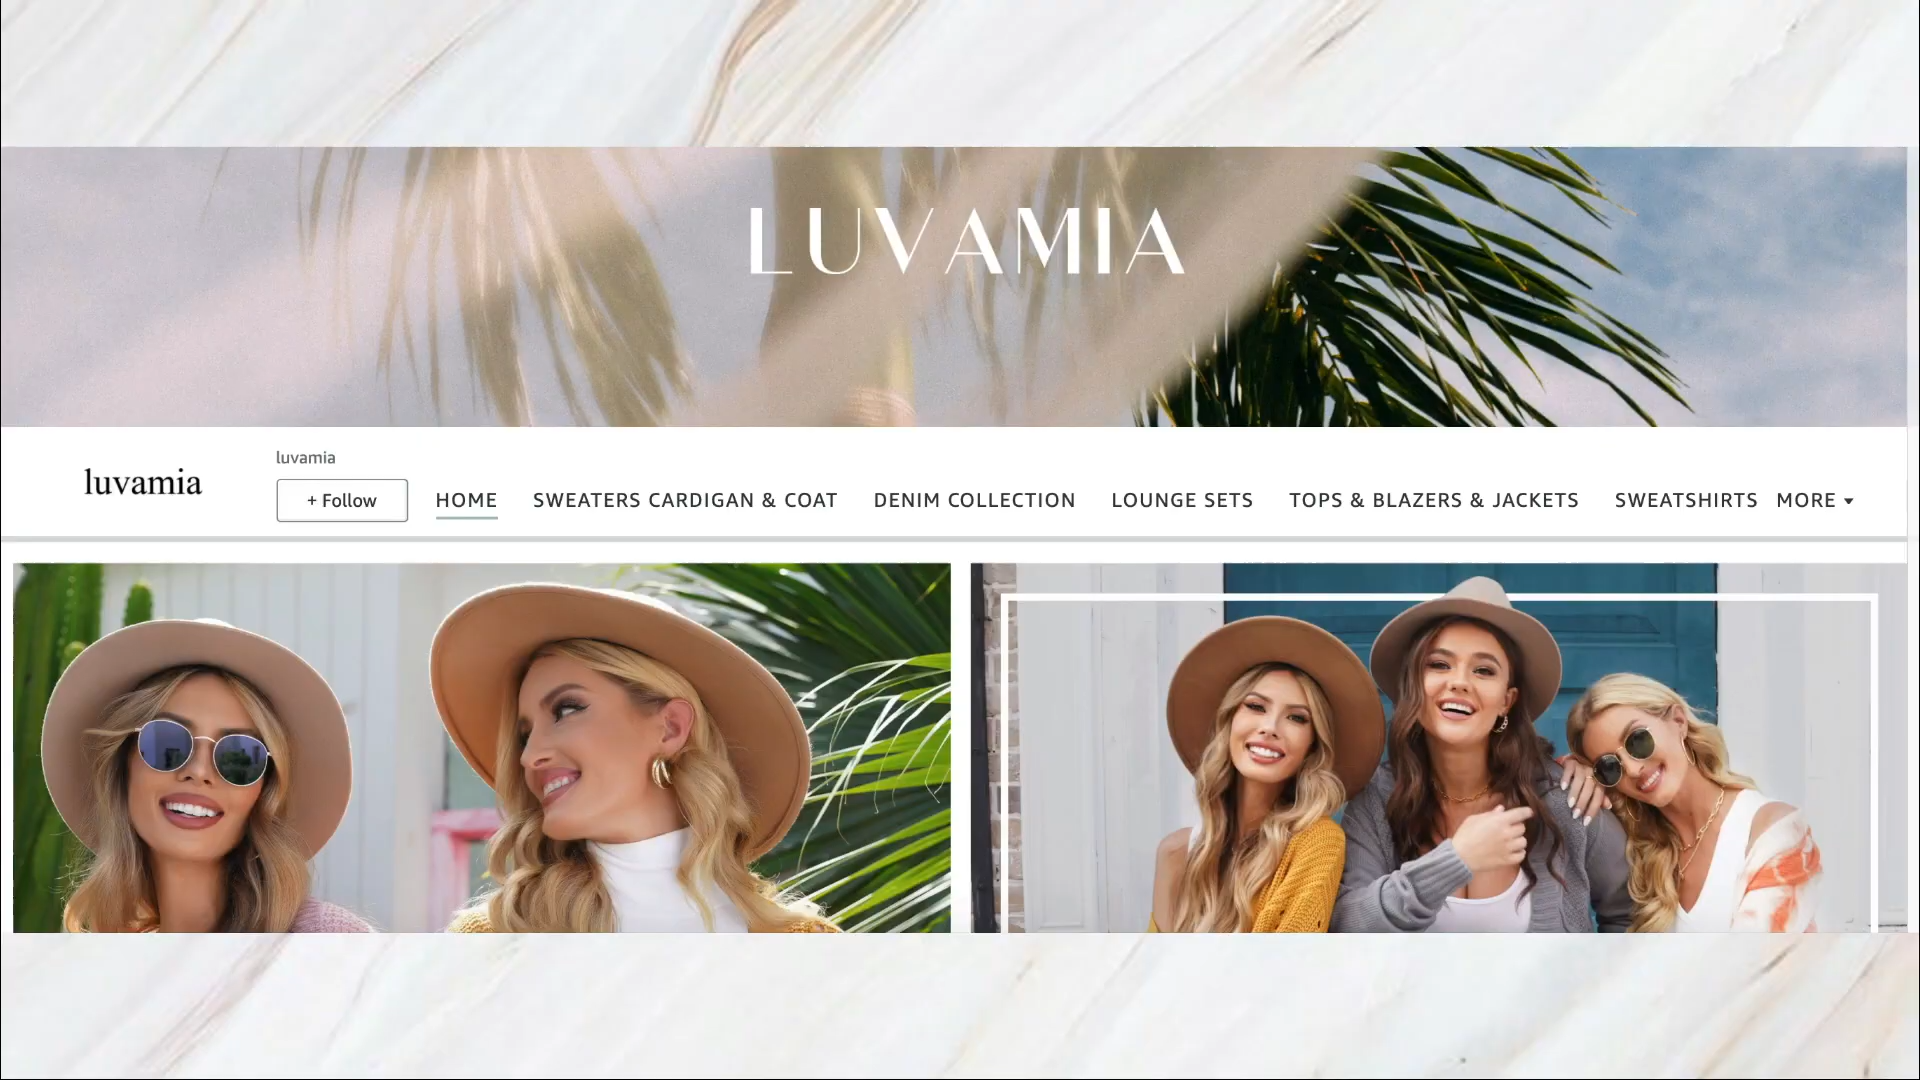 LUVAMIA
luvamia
luvamia
+ Follow
HOME
SWEATERS CARDIGAN & COAT
DENIM COLLECTION
LOUNGE SETS
TOPS & BLAZERS & JACKETS
SWEATSHIRTS
MORE